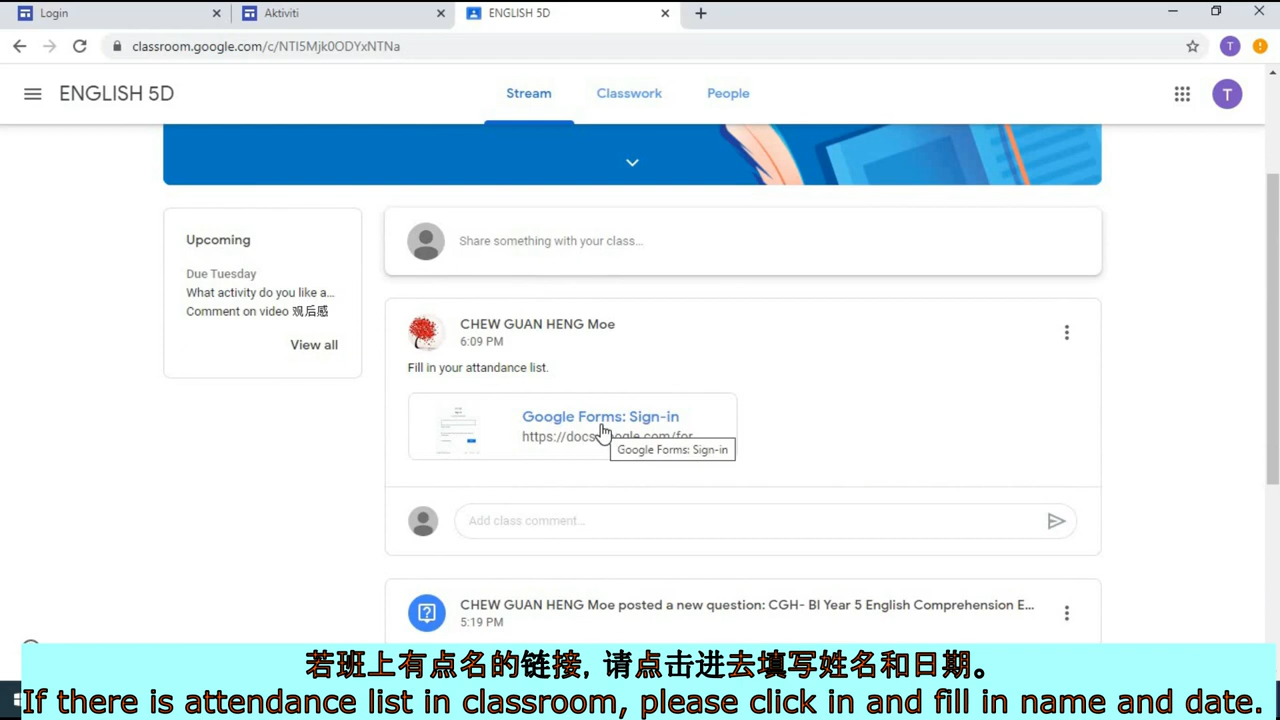 Login
Aktiviti
ENGLISH 5D
classroom.google.com/c/NTI5Mjk0ODYxNTNa
T
ENGLISH 5D
Stream
Classwork
People
T
Upcoming
Due Tuesday
What activity do you like a...
Comment on video 观后感
View all
Share something with your class...
CHEW GUAN HENG Moe
6:09 PM
Fill in your attandance list.
Google Forms: Sign-in
https://docs.google.com/for...
Google Forms: Sign-in
Add class comment...
CHEW GUAN HENG Moe posted a new question: CGH- BI Year 5 English Comprehension E...
5:19 PM
若班上有点名的链接, 请点击进去填写姓名和日期。
If there is attendance list in classroom, please click in and fill in name and date.